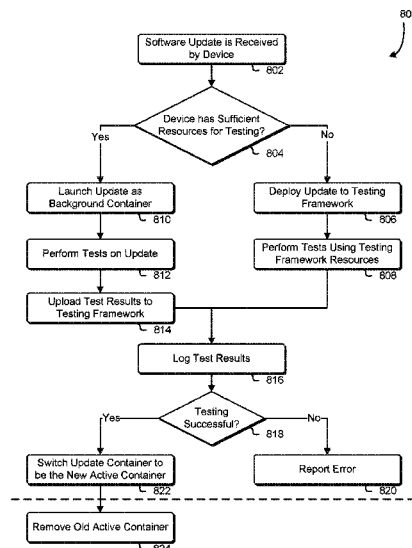 80
Software Update is Received
by Device
802
Device has Sufficient
Resources for Testing?
804
Yes
No
Launch Update as
Background Container
810
Deploy Update to Testing
Framework
806
Perform Tests on Update
812
Perform Tests Using Testing
Framework Resources
808
Upload Test Results to
Testing Framework
814
Log Test Results
816
Testing
Successful?
818
Yes
No
Switch Update Container to
be the New Active Container
822
Report Error
820
Remove Old Active Container